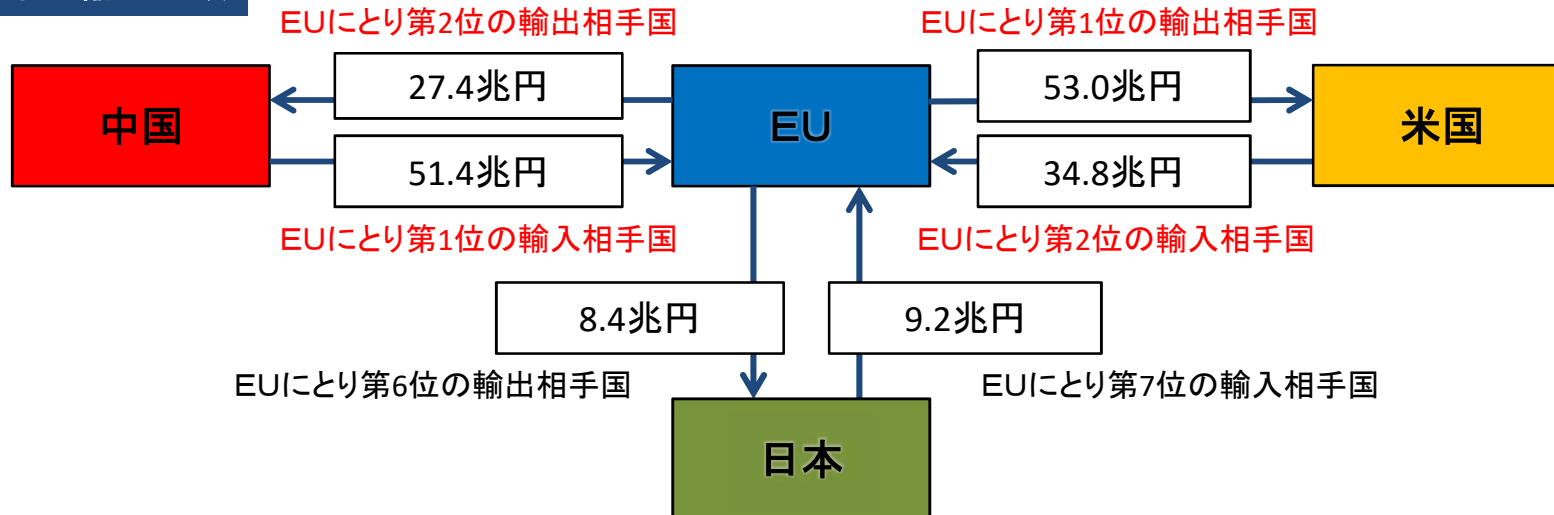 EUにとり第2位の輸出相手国
EUにとり第1位の輸出相手国
27.4兆円
53.0兆円
中国
EU
米国
51.4兆円
34.8兆円
EUにとり第1位の輸入相手国
EUにとり第2位の輸入相手国
8.4兆円
9.2兆円
EUにとり第6位の輸出相手国
EUにとり第7位の輸入相手国
日本